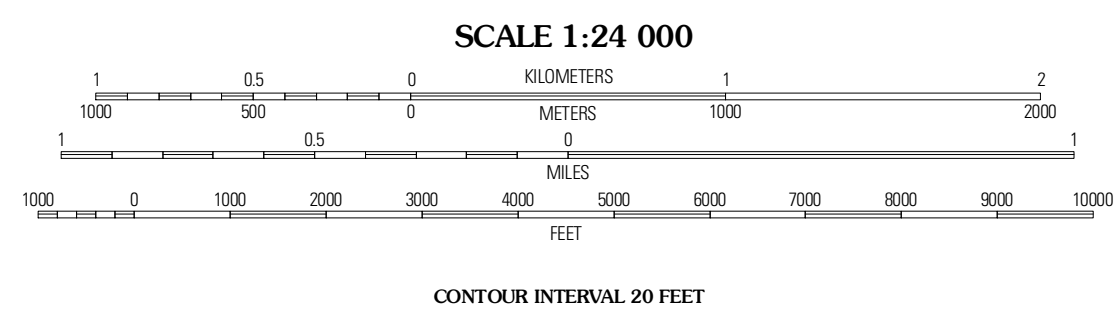 SCALE 1:24 000
1 0.5 0 KILOMETERS 1 2
1000 500 0 METERS 1000 2000
1 0.5 0 1
MILES
1000 0 1000 2000 3000 4000 5000 6000 7000 8000 9000 10000
FEET
CONTOUR INTERVAL 20 FEET